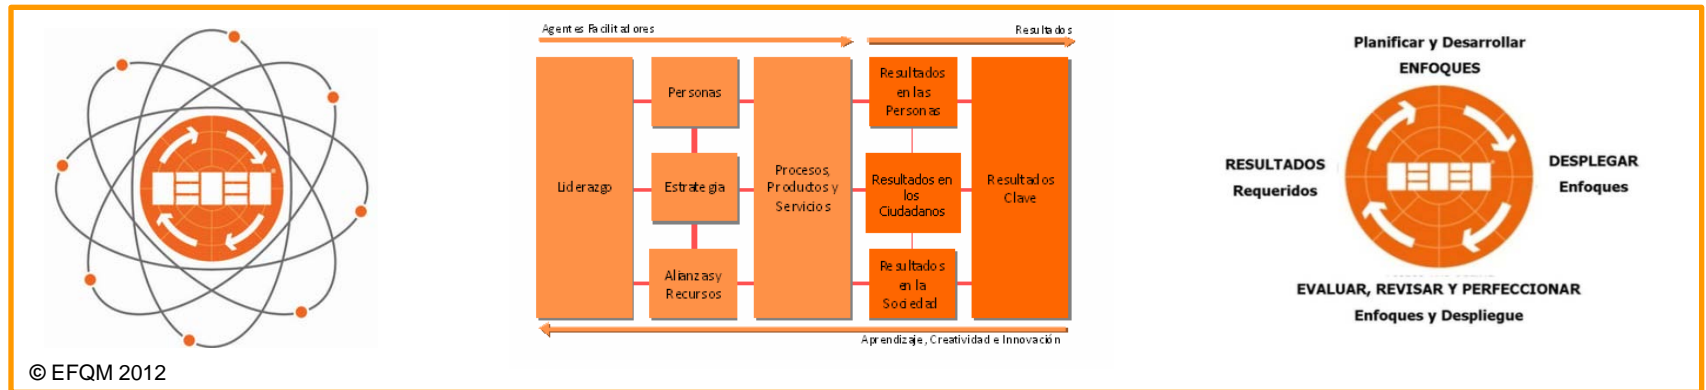 Agentes Facilitadores
Resultados
Liderazgo
Personas
Estrategia
Alianzas y
Recursos
Procesos,
Productos y
Servicios
Resultados
en las
Personas
Resultados en
los
Ciudadanos
Resultados
en la
Sociedad
Resultados
Clave
Aprendizaje, Creatividad e Innovación
Planificar y Desarrollar
ENFOQUES
DESPLEGAR
Enfoques
EVALUAR, REVISAR Y PERFECCIONAR
Enfoques y Despliegue
RESULTADOS
Requeridos
© EFQM 2012